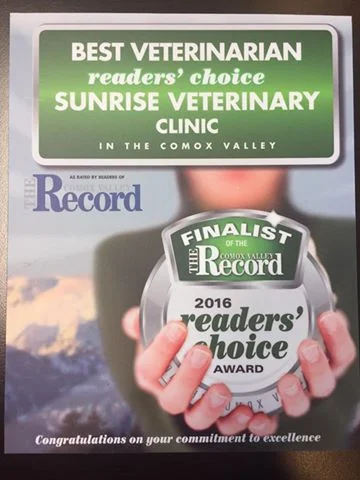 BEST VETERINARIAN
readers' choice
SUNRISE VETERINARY
CLINIC
IN THE COMOX VALLEY
AS RATED BY READERS OF
THE COMOX VALLEY
Record
FINALIST
OF THE
THE COMOX VALLEY
Record
2016
readers'
choice
AWARD
COMOX
Congratulations on your commitment to excellence